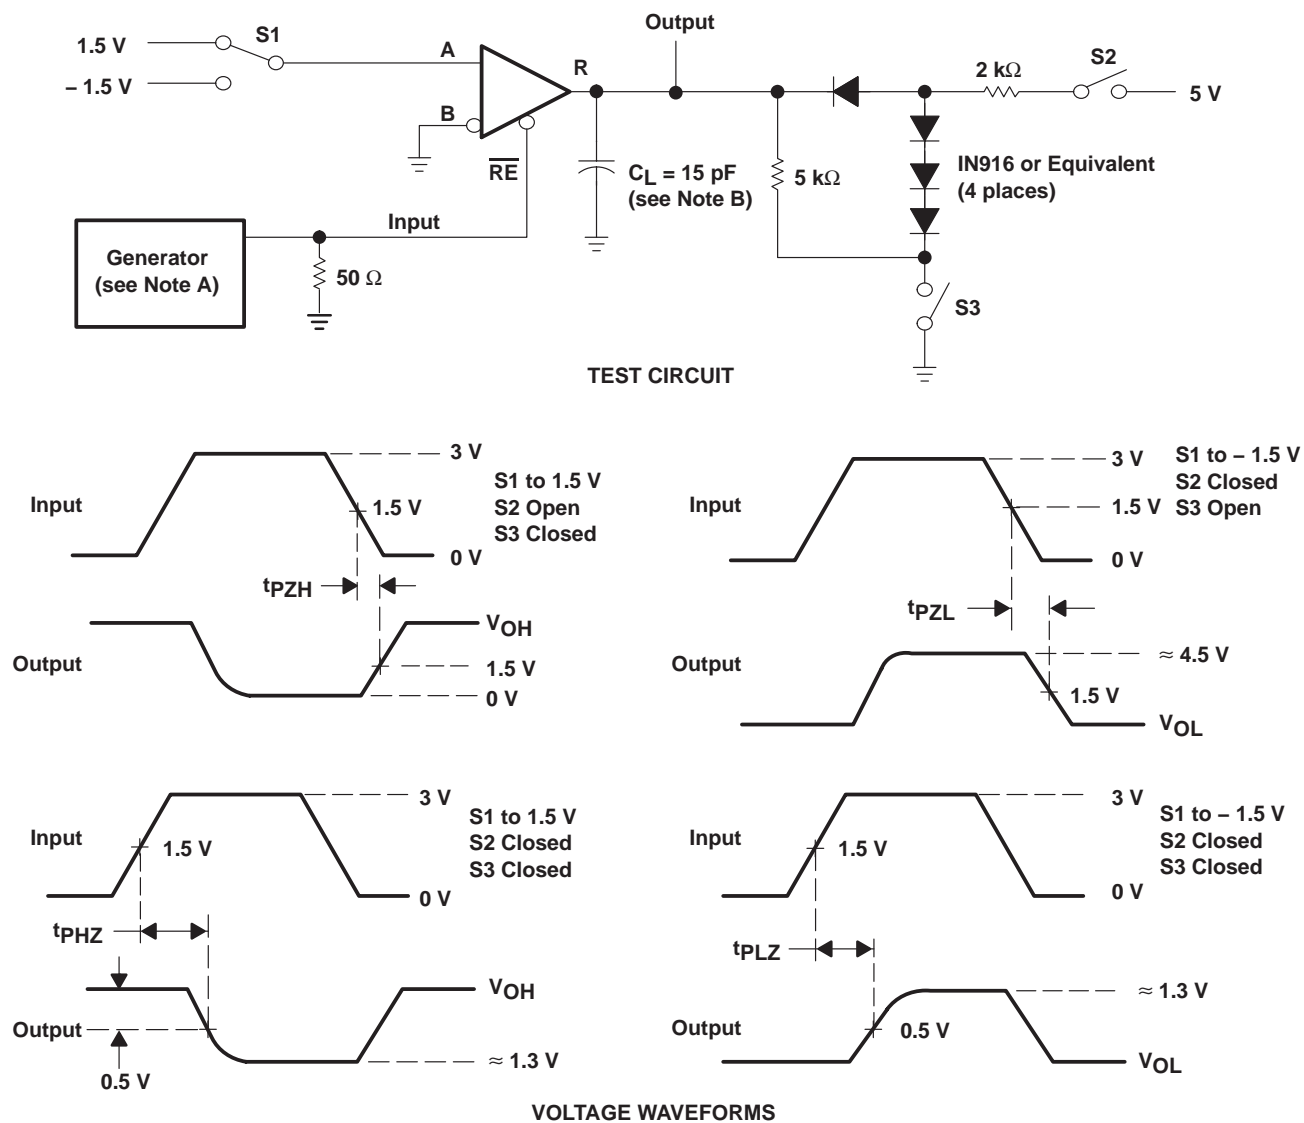 Output
1.5 V
S1
– 1.5 V
A
B
R
RE
2 kΩ
S2
5 V
5 kΩ
IN916 or Equivalent
(4 places)
CL = 15 pF
(see Note B)
Input
Generator
(see Note A)
50 Ω
S3
TEST CIRCUIT
Input
3 V
1.5 V
0 V
S1 to 1.5 V
S2 Open
S3 Closed
tPZH
Output
VOH
1.5 V
0 V
Input
3 V
1.5 V
0 V
S1 to – 1.5 V
S2 Closed
S3 Open
tPZL
Output
≈ 4.5 V
1.5 V
VOL
Input
3 V
1.5 V
0 V
S1 to 1.5 V
S2 Closed
S3 Closed
tPHZ
Output
VOH
0.5 V
≈ 1.3 V
Input
3 V
1.5 V
0 V
S1 to – 1.5 V
S2 Closed
S3 Closed
tPLZ
Output
≈ 1.3 V
0.5 V
VOL
VOLTAGE WAVEFORMS